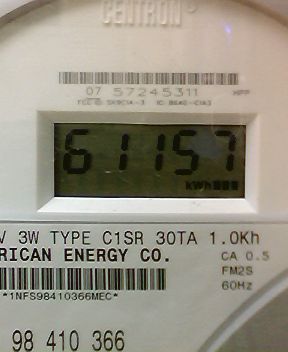 CENTRON®
07 57245311 MPP
61157
kWh
V 3W TYPE C1SR 30TA 1.0Kh
RICAN ENERGY CO. CA 0.5
FM2S
*1NFS98410366MEC* 60Hz
98 410 366